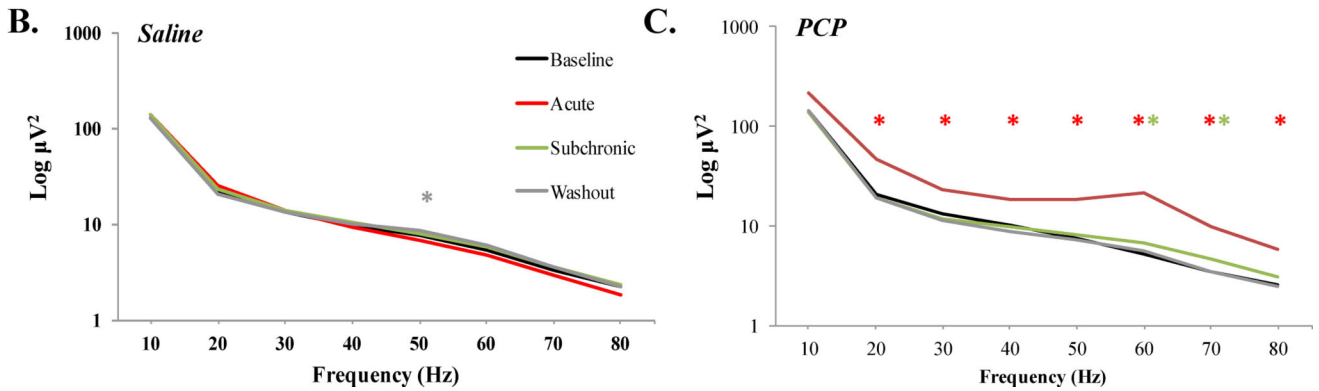 B.
Saline
1000
100
10
1
Log μV²
10 20 30 40 50 60 70 80
Frequency (Hz)
Baseline
Acute
Subchronic
Washout
*
C.
PCP
1000
100
10
1
Log μV²
* * * * ** ** *
10 20 30 40 50 60 70 80
Frequency (Hz)